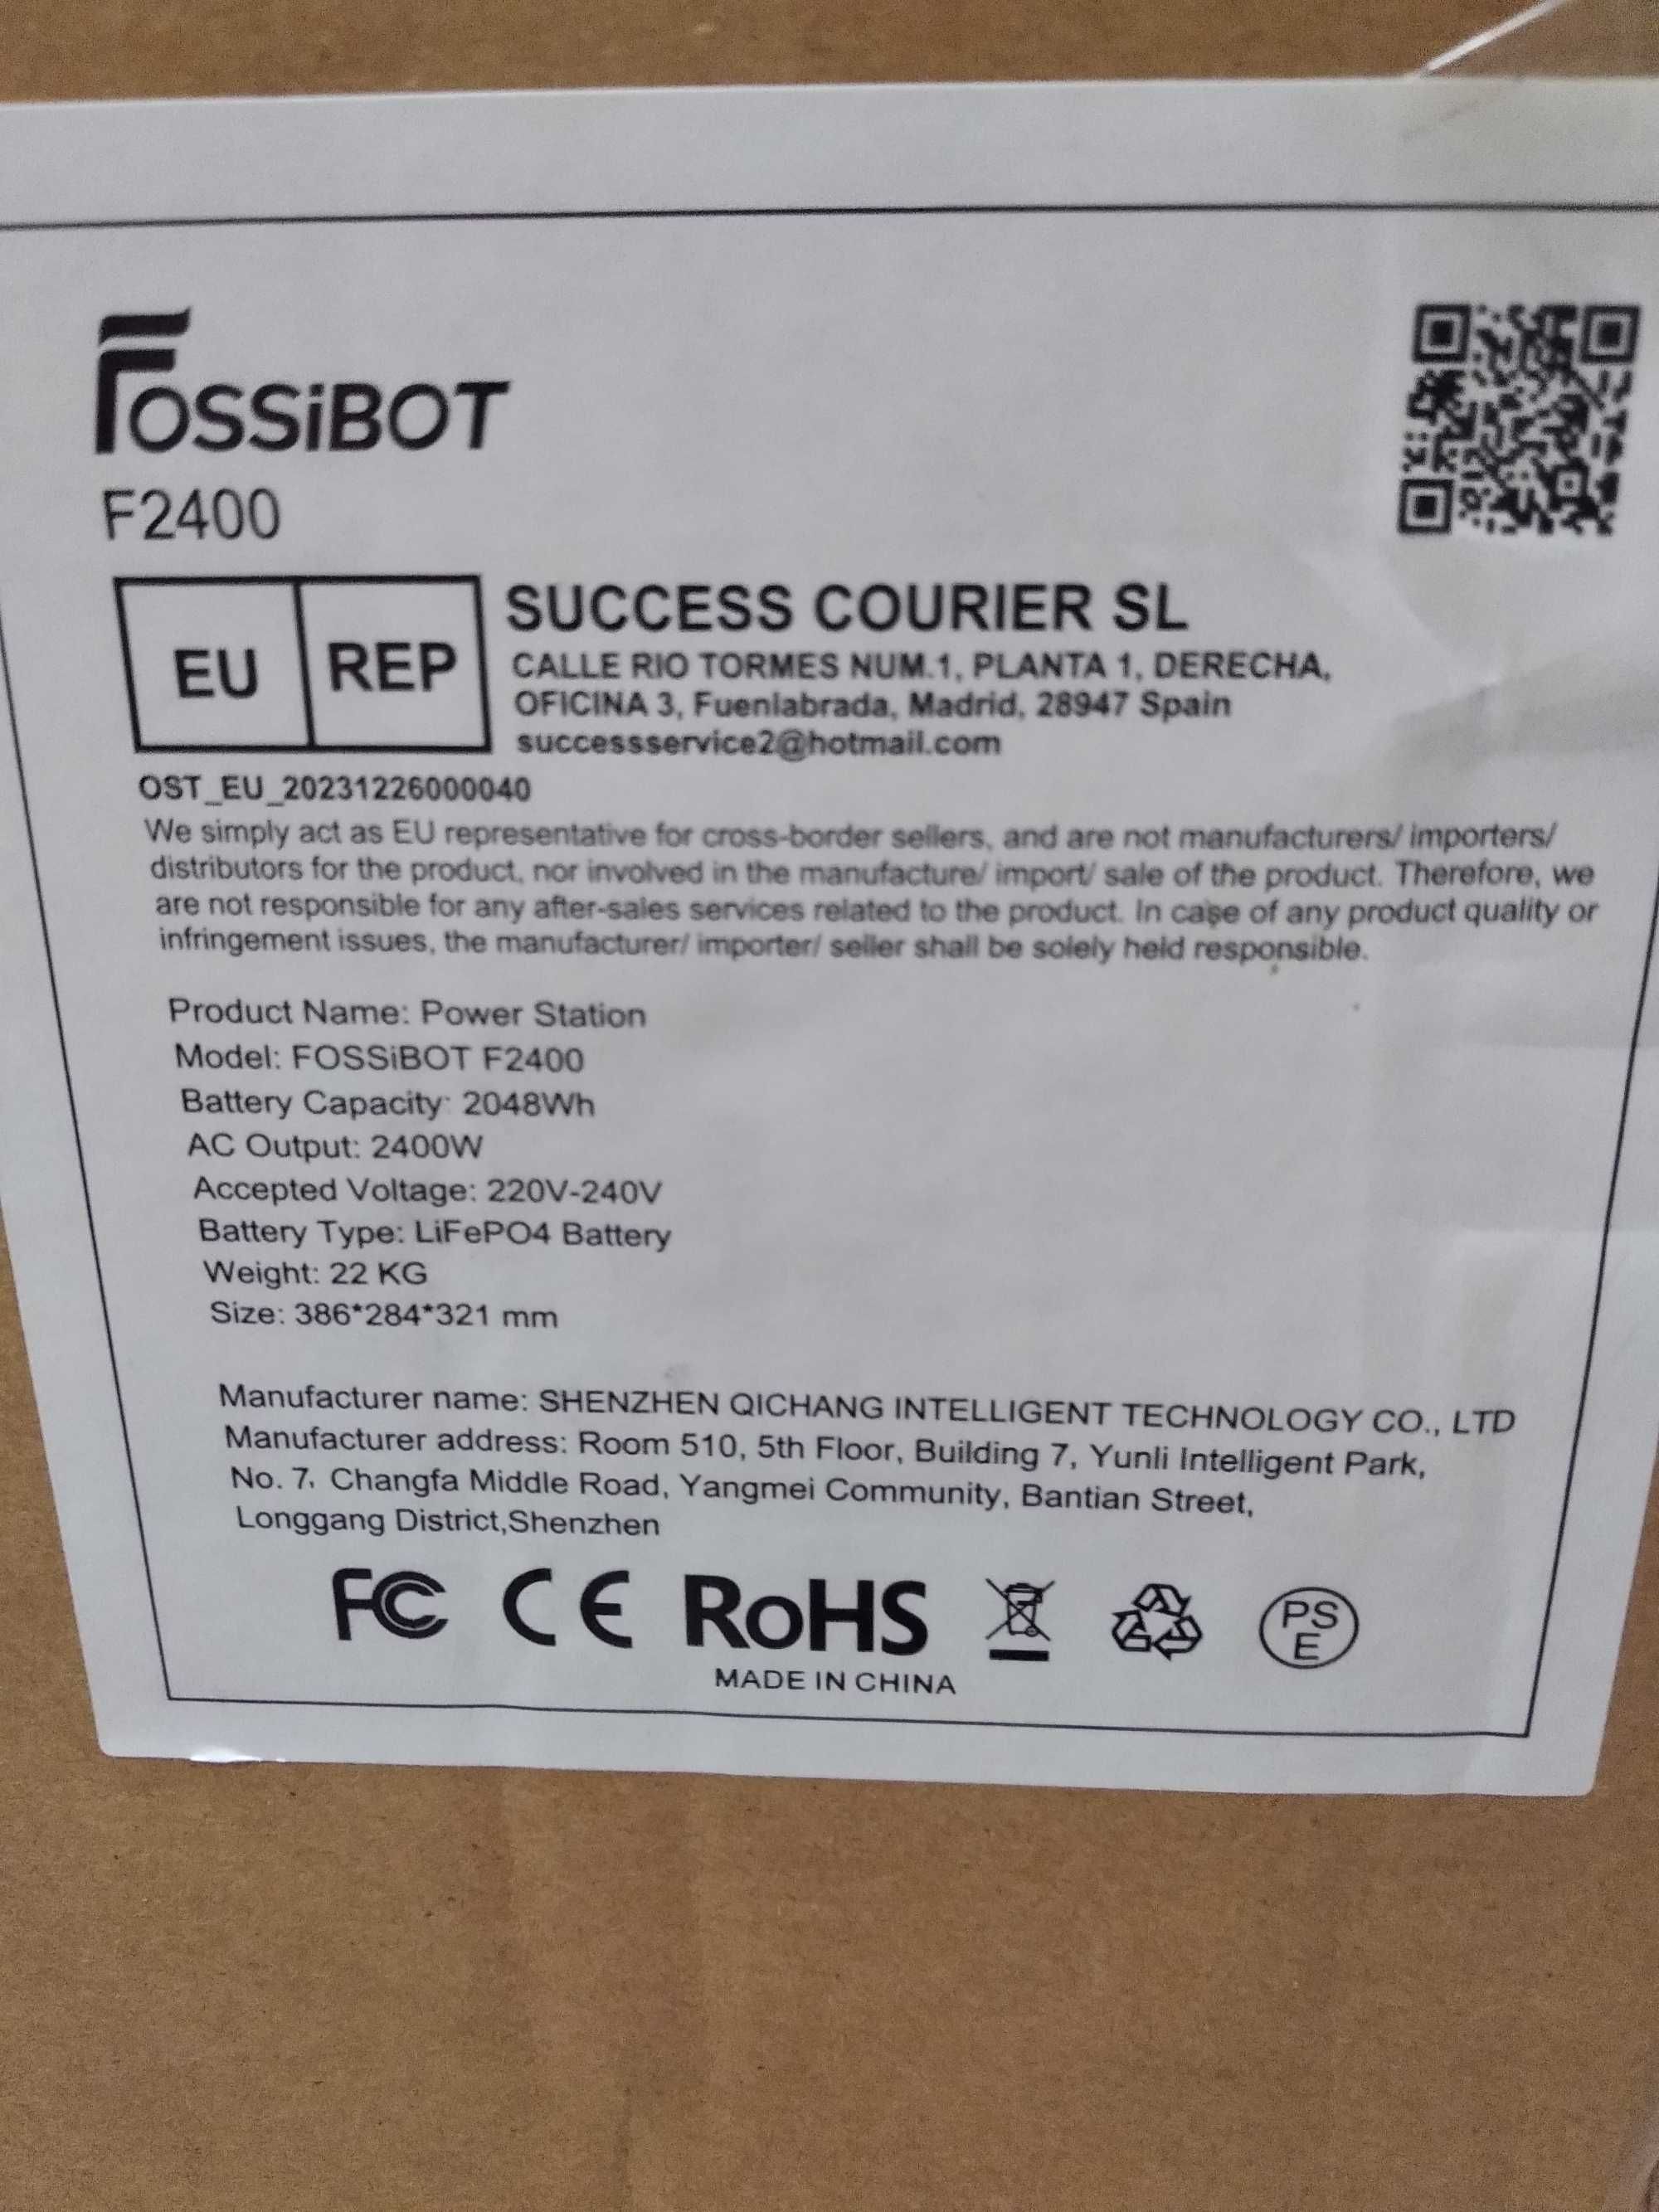 FOSSiBOT
F2400
EU REP
SUCCESS COURIER SL
CALLE RIO TORMES NUM.1, PLANTA 1, DERECHA,
OFICINA 3, Fuenlabrada, Madrid, 28947 Spain
successservice2@hotmail.com
OST_EU_20231226000040
We simply act as EU representative for cross-border sellers, and are not manufacturers/ importers/
distributors for the product, nor involved in the manufacture/ import/ sale of the product. Therefore, we
are not responsible for any after-sales services related to the product. In case of any product quality or
infringement issues, the manufacturer/ importer/ seller shall be solely held responsible.
Product Name: Power Station
Model: FOSSiBOT F2400
Battery Capacity: 2048Wh
AC Output: 2400W
Accepted Voltage: 220V-240V
Battery Type: LiFePO4 Battery
Weight: 22 KG
Size: 386*284*321 mm
Manufacturer name: SHENZHEN QICHANG INTELLIGENT TECHNOLOGY CO., LTD
Manufacturer address: Room 510, 5th Floor, Building 7, Yunli Intelligent Park,
No. 7, Changfa Middle Road, Yangmei Community, Bantian Street,
Longgang District,Shenzhen
FC CE RoHS PS E
MADE IN CHINA